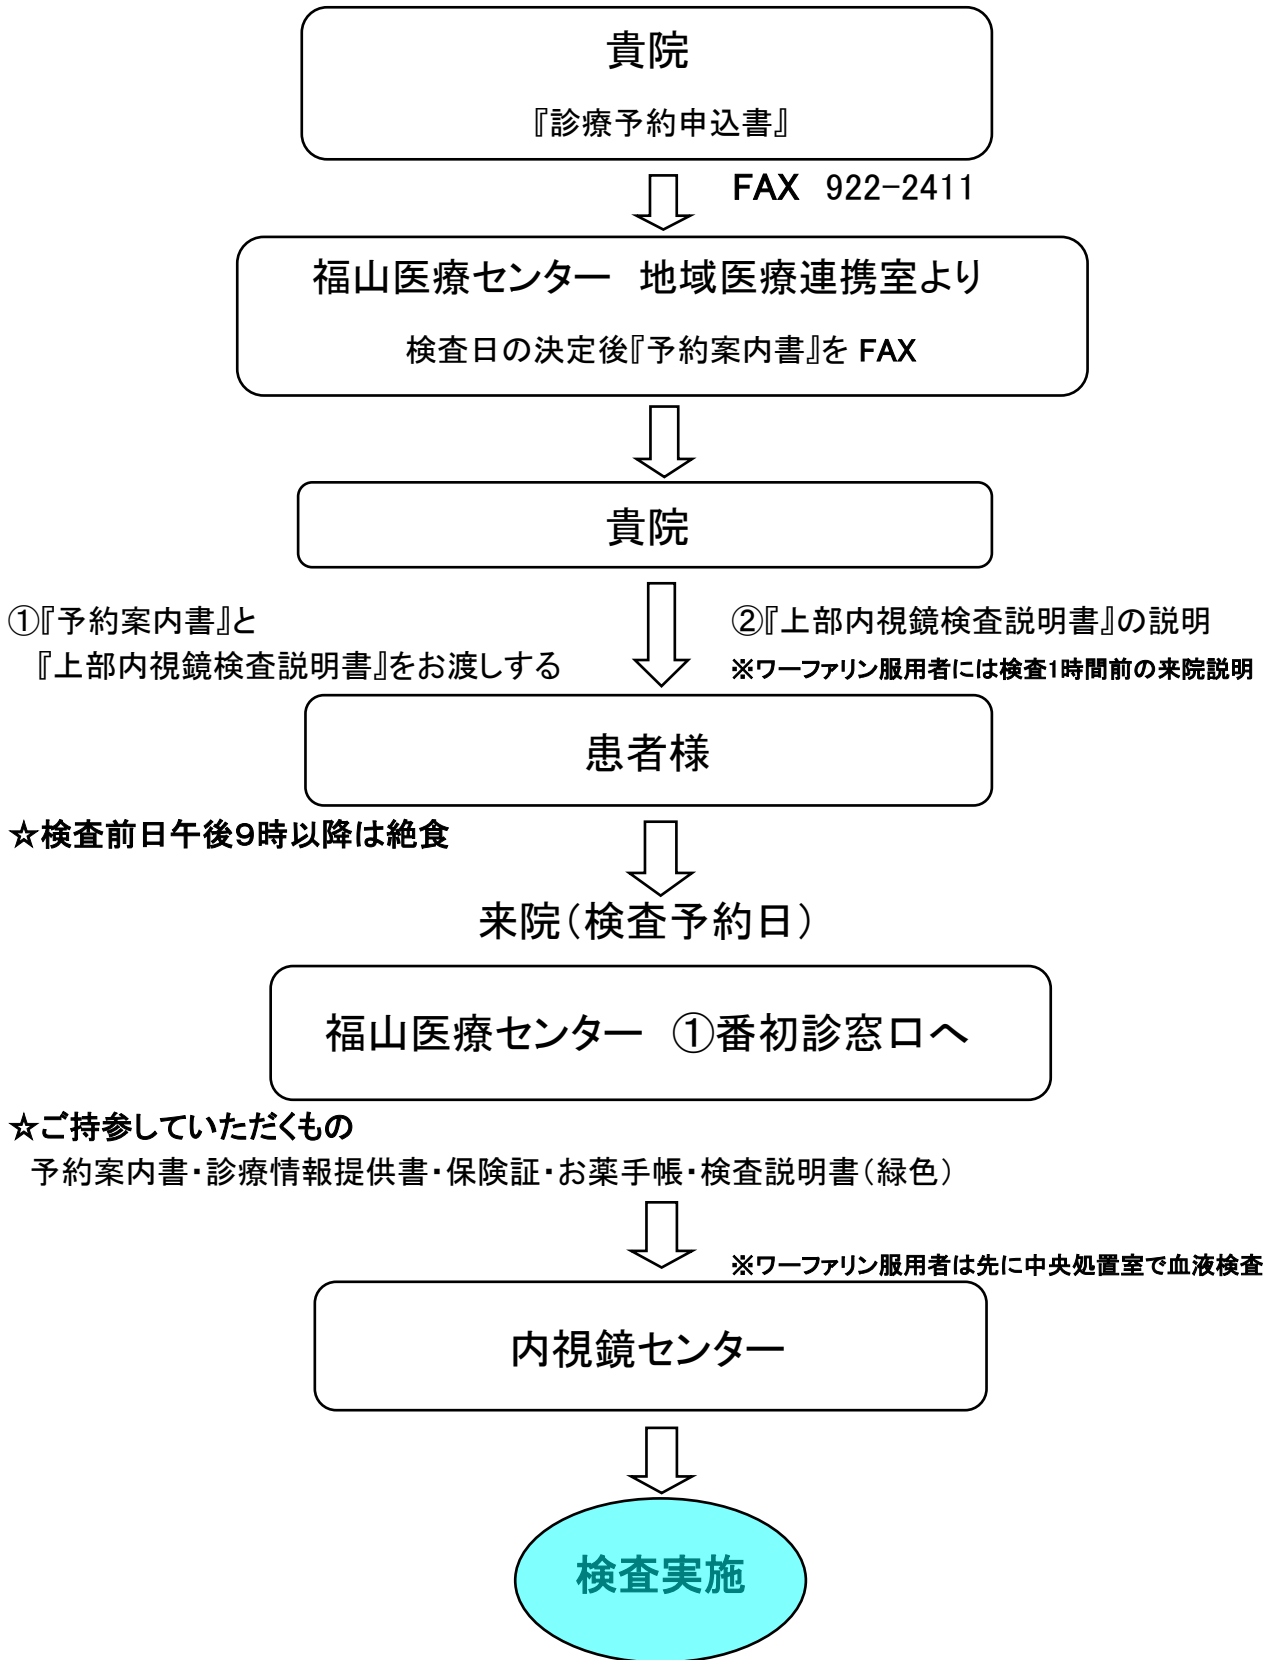 貴院
『診療予約申込書』
FAX　922-2411
福山医療センター　地域医療連携室より
検査日の決定後『予約案内書』を FAX
貴院
①『予約案内書』と
『上部内視鏡検査説明書』をお渡しする
②『上部内視鏡検査説明書』の説明
※ワーファリン服用者には検査1時間前の来院説明
患者様
☆検査前日午後9時以降は絶食
来院（検査予約日）
福山医療センター　①番初診窓口へ
☆ご持参していただくもの
予約案内書・診療情報提供書・保険証・お薬手帳・検査説明書（緑色）
※ワーファリン服用者は先に中央処置室で血液検査
内視鏡センター
検査実施